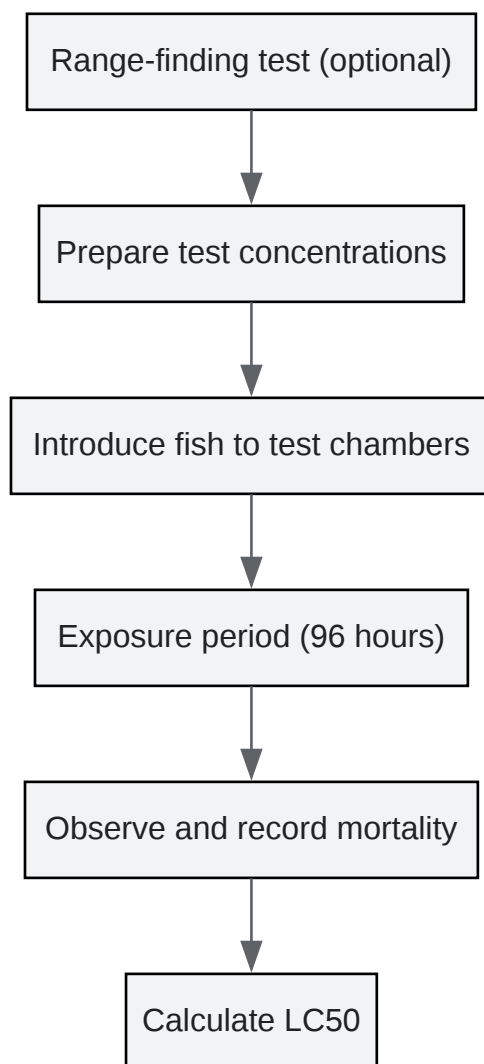 Range-finding test (optional)
Prepare test concentrations
Introduce fish to test chambers
Exposure period (96 hours)
Observe and record mortality
Calculate LC50